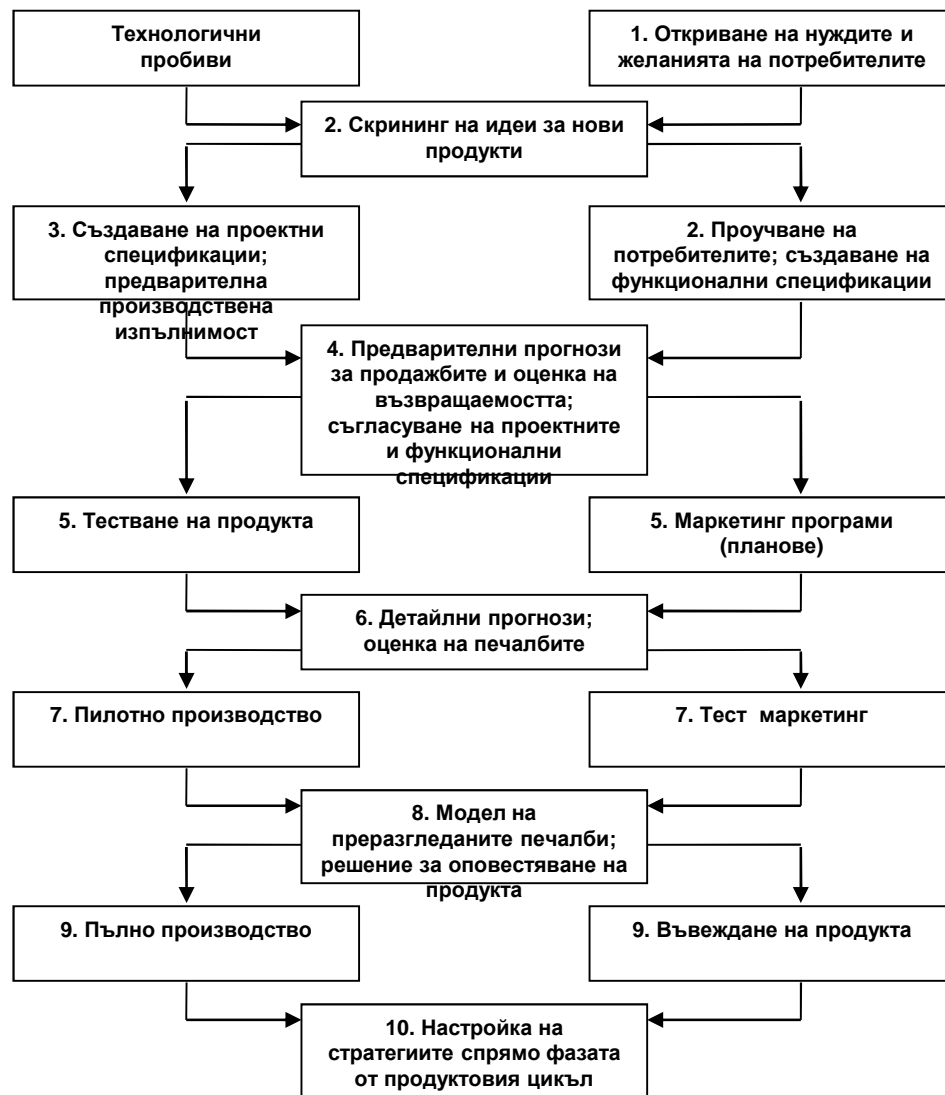 Технологични
пробиви
1. Откриване на нуждите и
желанията на потребителите
2. Скрининг на идеи за нови
продукти
3. Създаване на проектни
спецификации;
предварителна
производствена
изпълнимост
2. Проучване на
потребителите; създаване на
функционални спецификации
4. Предварителни прогнози
за продажбите и оценка на
възвращаемостта;
съгласуване на проектните
и функционални
спецификации
5. Тестване на продукта
5. Маркетинг програми
(планове)
6. Детайлни прогнози;
оценка на печалбите
7. Пилотно производство
7. Тест маркетинг
8. Модел на
преразгледаните печалби;
решение за оповестяване на
продукта
9. Пълно производство
9. Въвеждане на продукта
10. Настройка на
стратегиите спрямо фазата
от продуктовия цикъл